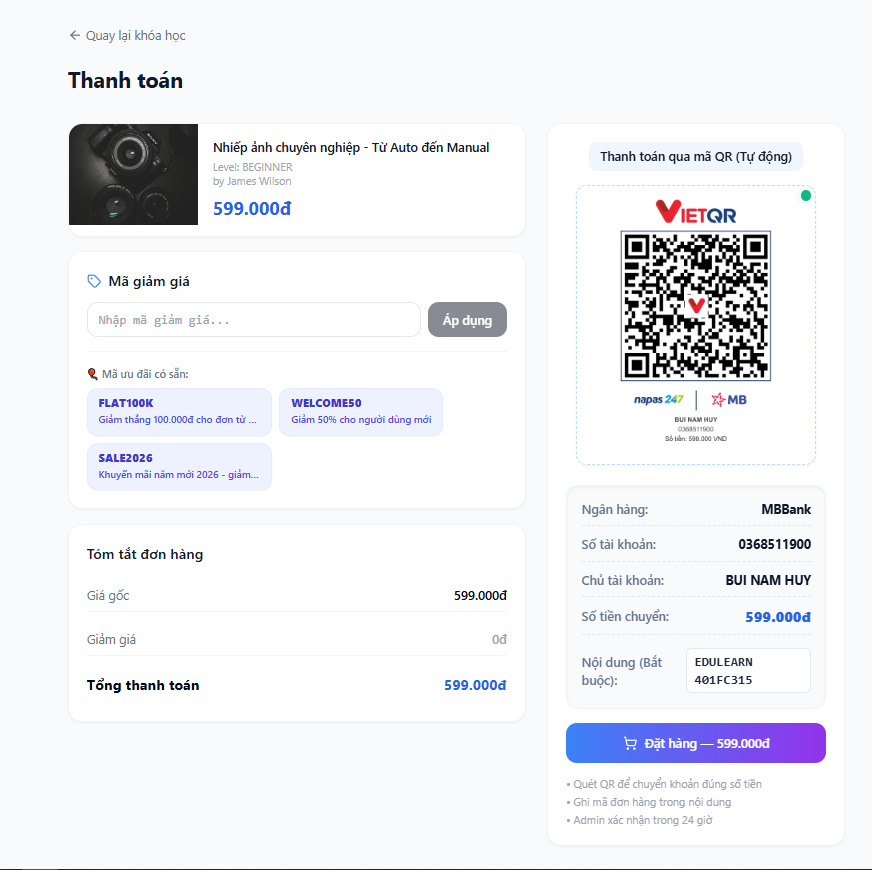 Quay lại khóa học
Thanh toán
Nhiếp ảnh chuyên nghiệp - Từ Auto đến Manual
Level: BEGINNER
by James Wilson
599.000đ
Mã giảm giá
Nhập mã giảm giá...
Áp dụng
Mã ưu đãi có sẵn:
FLAT100K
Giảm thẳng 100.000đ cho đơn từ ...
WELCOME50
Giảm 50% cho người dùng mới
SALE2026
Khuyến mãi năm mới 2026 - giảm...
Tóm tắt đơn hàng
Giá gốc 599.000đ
Giảm giá 0đ
Tổng thanh toán 599.000đ
Thanh toán qua mã QR (Tự động)
VIETQR
napas 247 MB
BUI NAM HUY
0368511900
Số tiền: 599.000 VND
Ngân hàng: MBBank
Số tài khoản: 0368511900
Chủ tài khoản: BUI NAM HUY
Số tiền chuyển: 599.000đ
Nội dung (Bắt buộc): EDULEARN 401FC315
Đặt hàng — 599.000đ
• Quét QR để chuyển khoản đúng số tiền
• Ghi mã đơn hàng trong nội dung
• Admin xác nhận trong 24 giờ